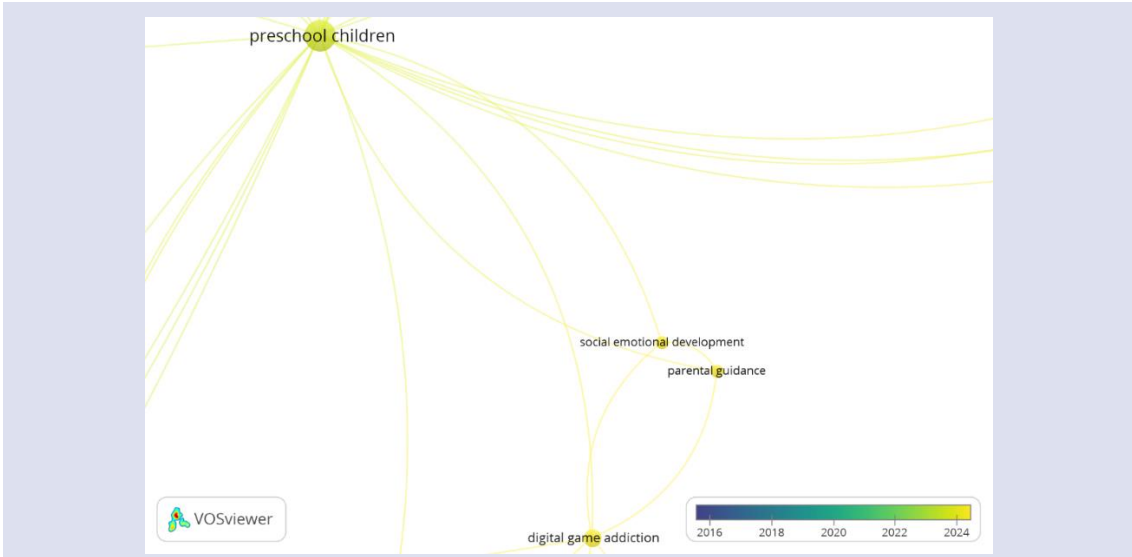 preschool children
social emotional development
parental guidance
digital game addiction
VOSviewer
2016 2018 2020 2022 2024